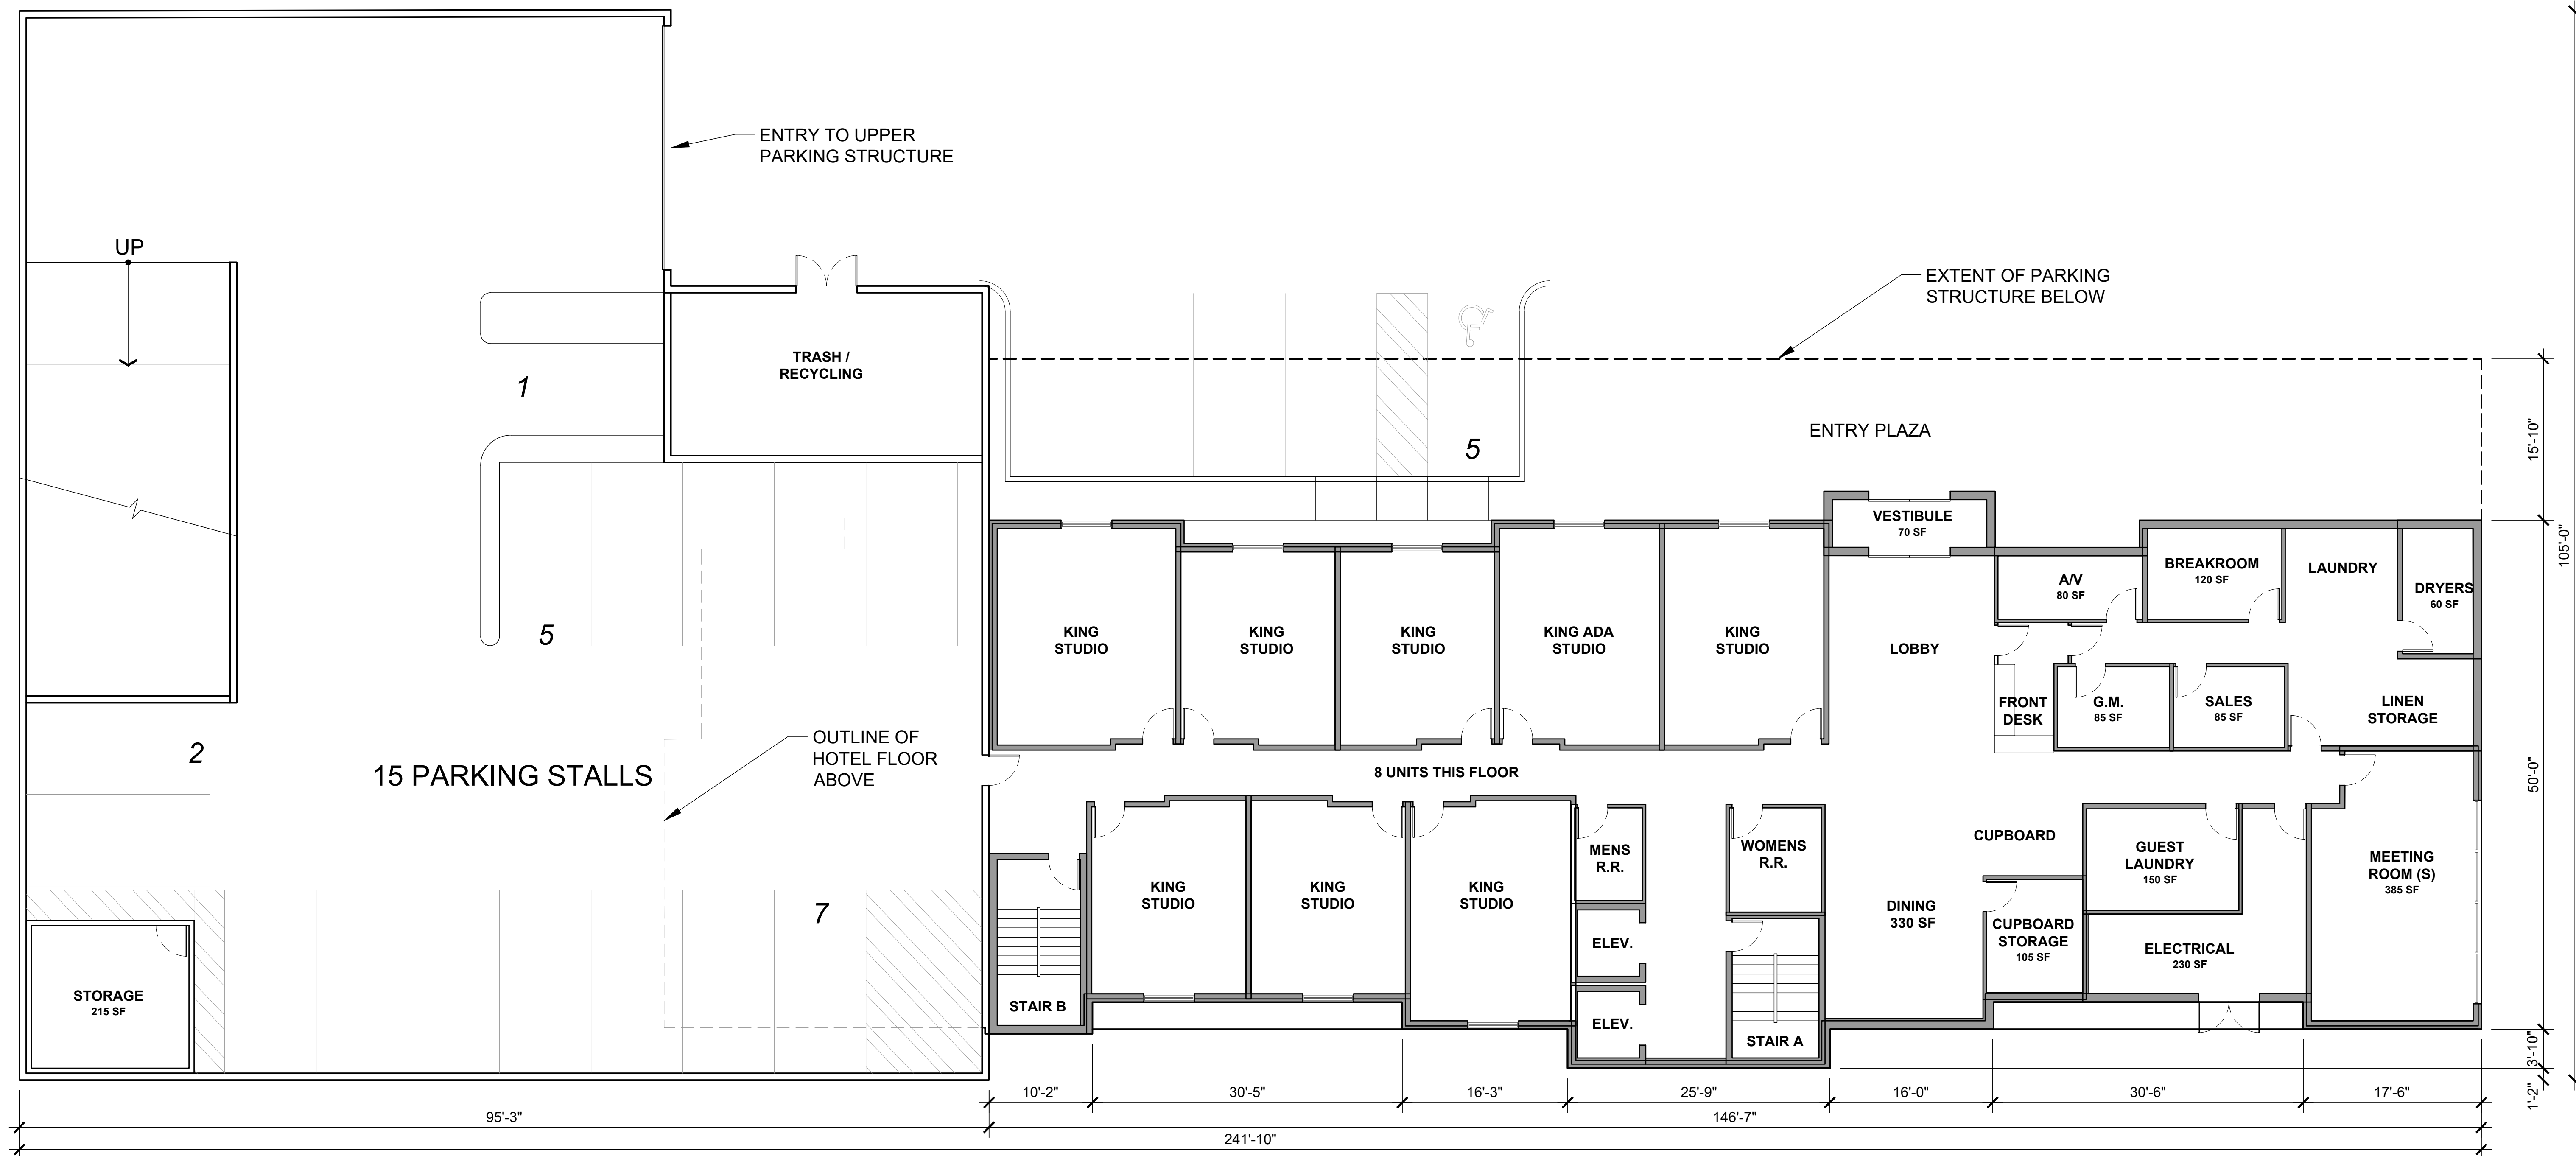 ENTRY TO UPPER
PARKING STRUCTURE
UP
EXTENT OF PARKING
STRUCTURE BELOW
TRASH /
RECYCLING
1
5
ENTRY PLAZA
15'-10"
105'-0"
VESTIBULE
70 SF
BREAKROOM
120 SF
LAUNDRY
A/V
80 SF
DRYERS
60 SF
5
KING
STUDIO
KING
STUDIO
KING
STUDIO
KING ADA
STUDIO
KING
STUDIO
LOBBY
FRONT
DESK
G.M.
85 SF
SALES
85 SF
LINEN
STORAGE
2
15 PARKING STALLS
OUTLINE OF
HOTEL FLOOR
ABOVE
8 UNITS THIS FLOOR
50'-0"
CUPBOARD
MENS
R.R.
WOMENS
R.R.
GUEST
LAUNDRY
150 SF
MEETING
ROOM (S)
385 SF
7
KING
STUDIO
KING
STUDIO
KING
STUDIO
DINING
330 SF
ELEV.
CUPBOARD
STORAGE
105 SF
ELECTRICAL
230 SF
STORAGE
215 SF
STAIR B
ELEV.
STAIR A
3'-10"
1'-2"
10'-2"
30'-5"
16'-3"
25'-9"
16'-0"
30'-6"
17'-6"
95'-3"
146'-7"
241'-10"